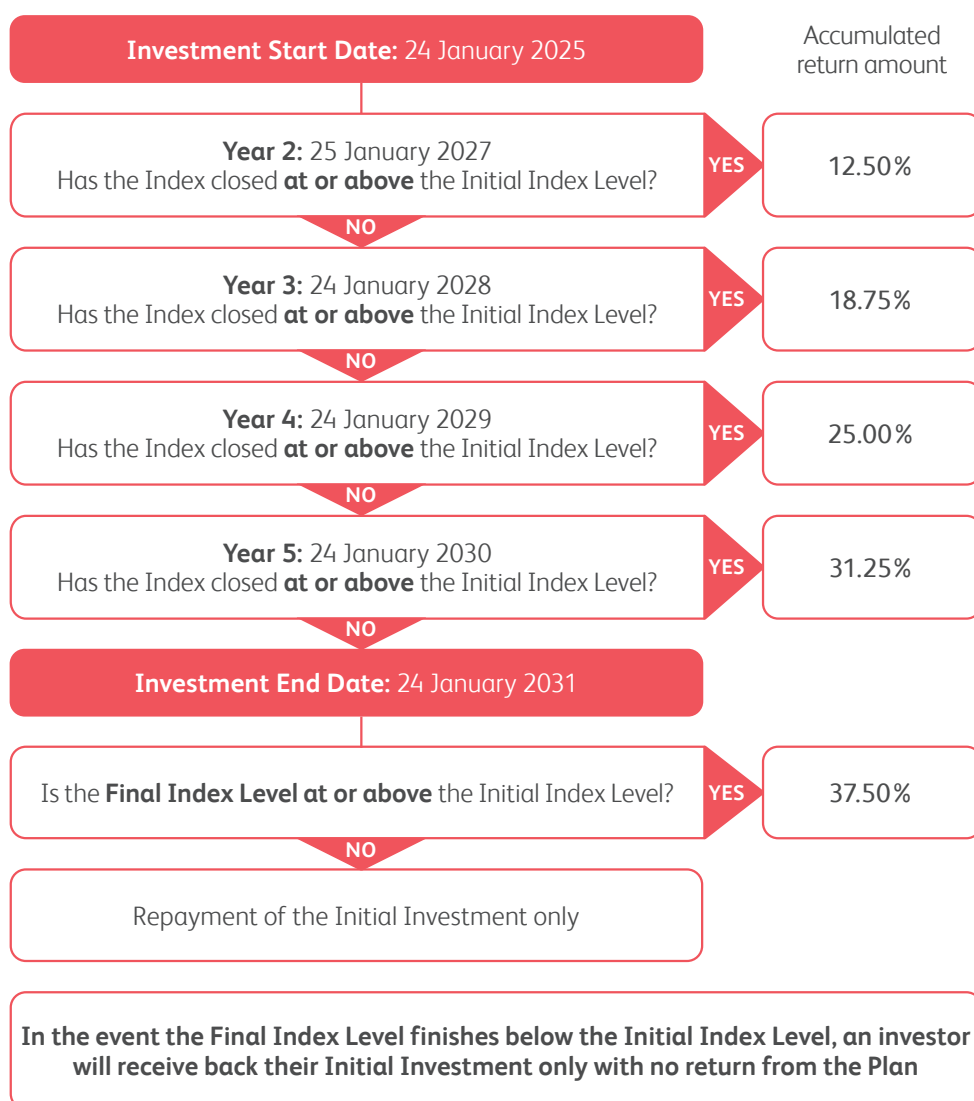 Investment Start Date: 24 January 2025
Accumulated
return amount
Year 2: 25 January 2027
Has the Index closed at or above the Initial Index Level?
YES
12.50%
NO
Year 3: 24 January 2028
Has the Index closed at or above the Initial Index Level?
YES
18.75%
NO
Year 4: 24 January 2029
Has the Index closed at or above the Initial Index Level?
YES
25.00%
NO
Year 5: 24 January 2030
Has the Index closed at or above the Initial Index Level?
YES
31.25%
NO
Investment End Date: 24 January 2031
Is the Final Index Level at or above the Initial Index Level?
YES
37.50%
NO
Repayment of the Initial Investment only
In the event the Final Index Level finishes below the Initial Index Level, an investor
will receive back their Initial Investment only with no return from the Plan